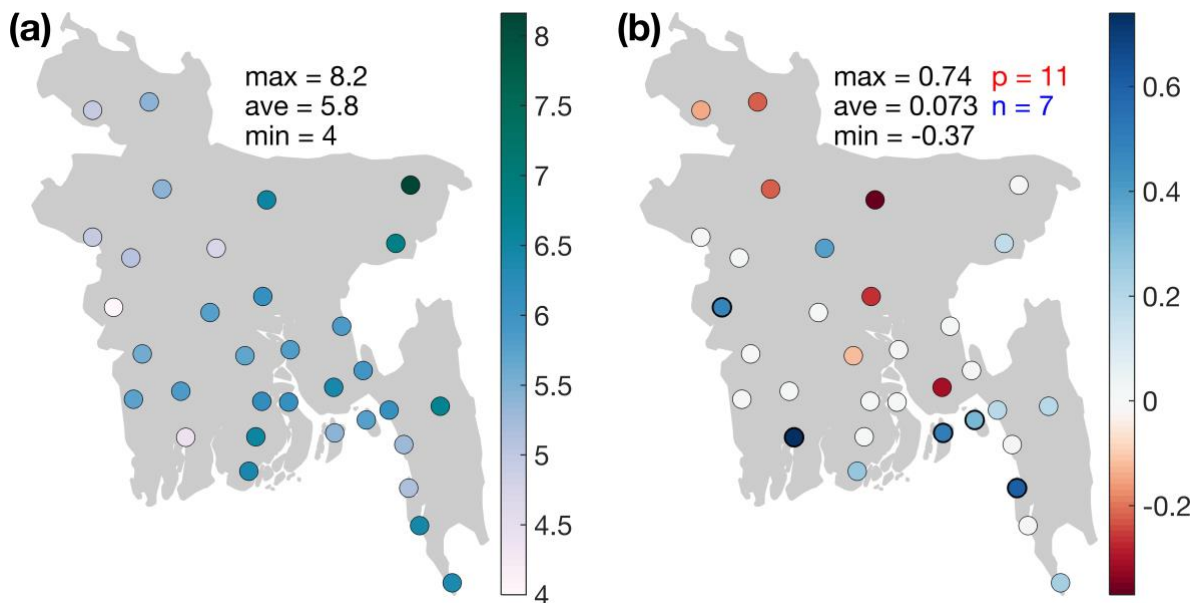 (a)
max = 8.2
ave = 5.8
min = 4
8
7.5
7
6.5
6
5.5
5
4.5
4
(b)
max = 0.74 p = 11
ave = 0.073 n = 7
min = -0.37
0.6
0.4
0.2
0
-0.2